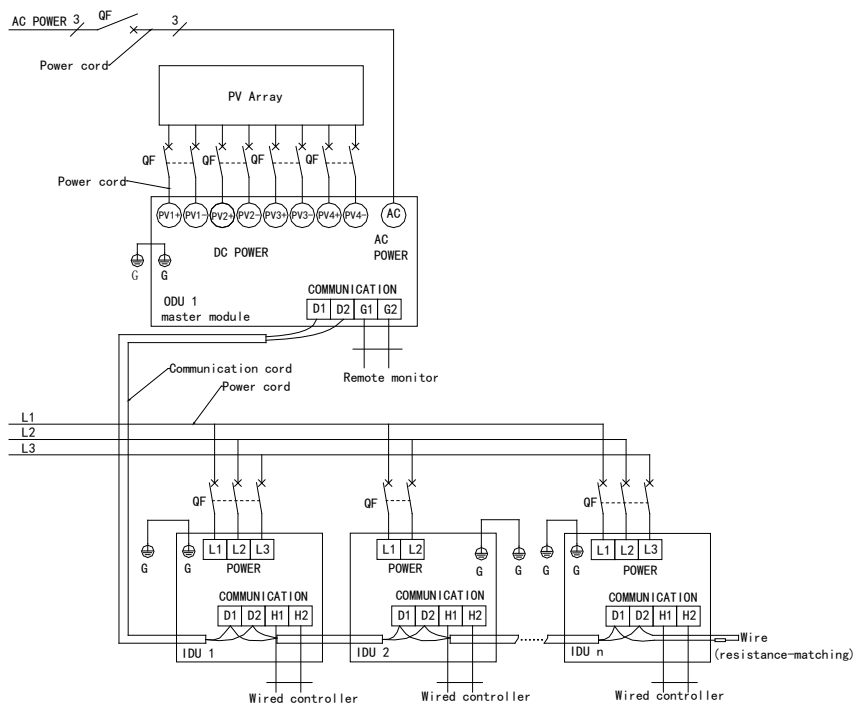 AC POWER 3 QF 3
Power cord
PV Array
QF QF QF QF
Power cord
PV1+ PV1- PV2+ PV2- PV3+ PV3- PV4+ PV4- AC
DC POWER
AC
POWER
G G
COMMUNICATION
ODU 1
master module
D1 D2 G1 G2
Remote monitor
Communication cord
Power cord
L1
L2
L3
QF QF QF
L1 L2 L3 L1 L2 L1 L2 L3
G G G G G G
POWER POWER POWER
COMMUNICATION COMMUNICATION COMMUNICATION
D1 D2 H1 H2 D1 D2 H1 H2 D1 D2 H1 H2
Wire
(resistance-matching)
IDU 1 IDU 2 IDU n
Wired controller Wired controller Wired controller